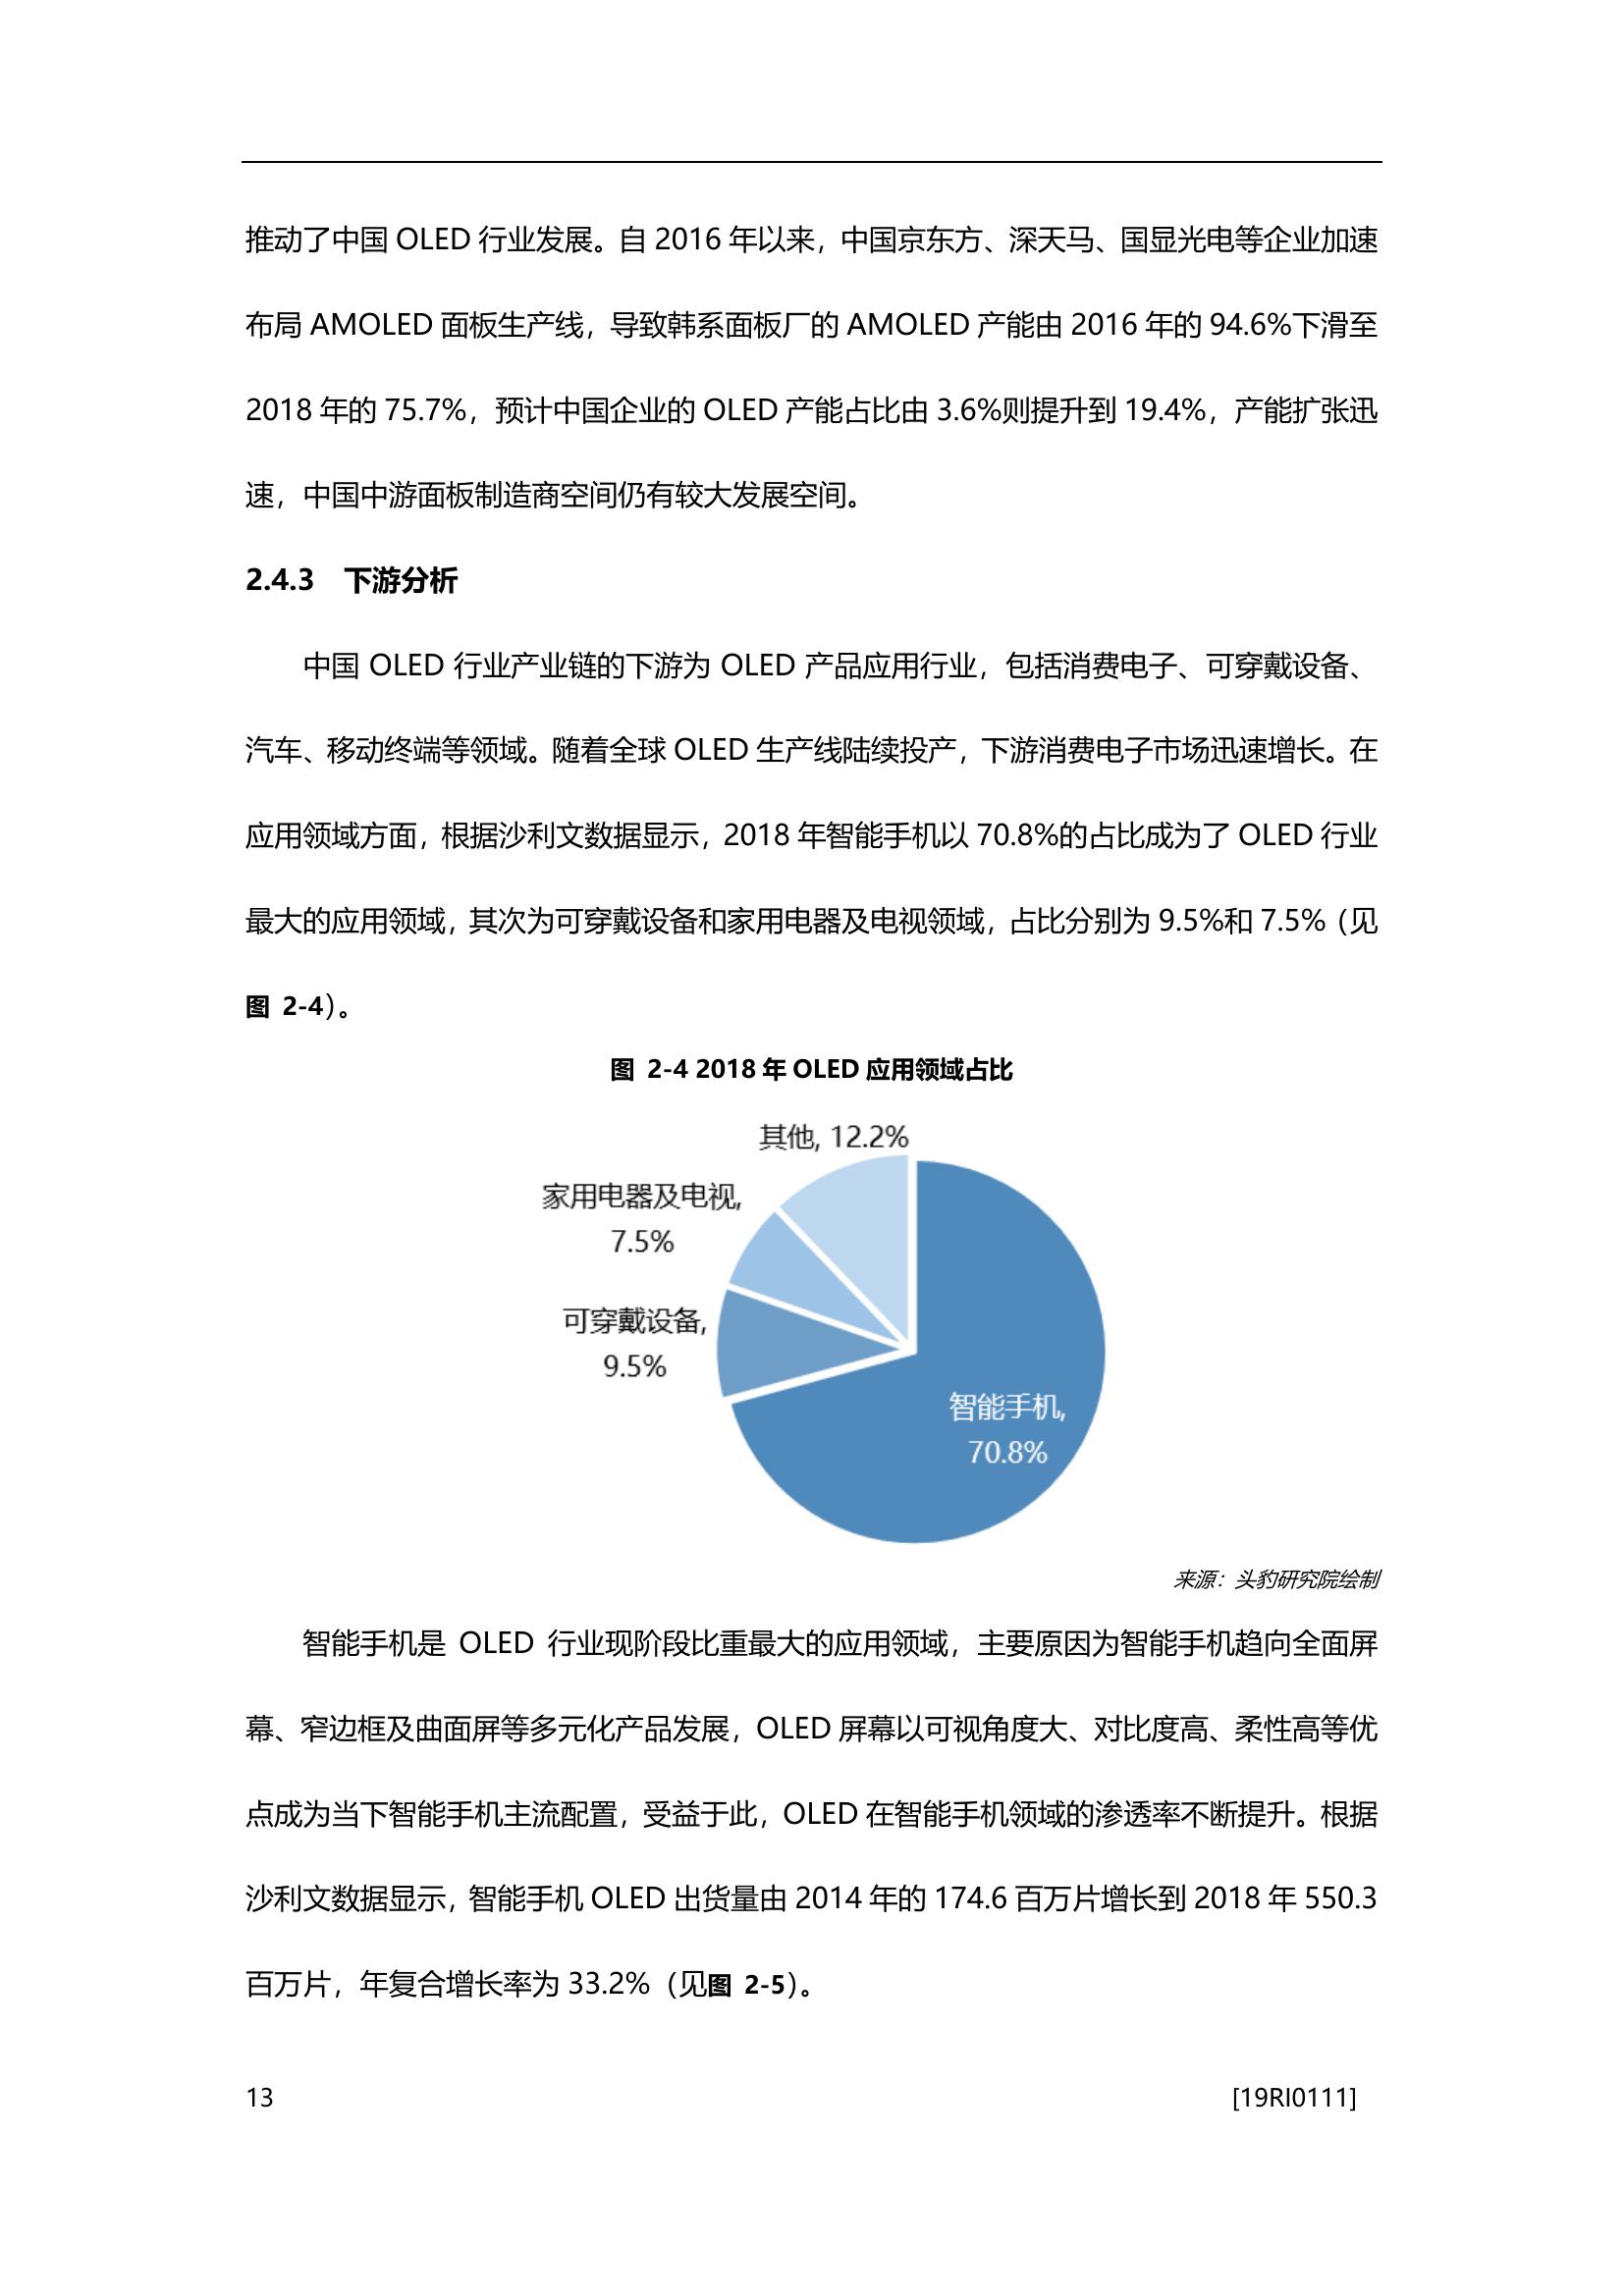 推动了中国 OLED 行业发展。自 2016 年以来，中国京东方、深天马、国显光电等企业加速
布局 AMOLED 面板生产线，导致韩系面板厂的 AMOLED 产能由 2016 年的 94.6%下滑至
2018 年的 75.7%，预计中国企业的 OLED 产能占比由 3.6%则提升到 19.4%，产能扩张迅
速，中国中游面板制造商空间仍有较大发展空间。
2.4.3 下游分析
中国 OLED 行业产业链的下游为 OLED 产品应用行业，包括消费电子、可穿戴设备、
汽车、移动终端等领域。随着全球 OLED 生产线陆续投产，下游消费电子市场迅速增长。在
应用领域方面，根据沙利文数据显示，2018 年智能手机以 70.8%的占比成为了 OLED 行业
最大的应用领域，其次为可穿戴设备和家用电器及电视领域，占比分别为 9.5%和 7.5%（见
图 2-4）。
图 2-4 2018 年 OLED 应用领域占比
其他, 12.2%
家用电器及电视,
7.5%
可穿戴设备,
9.5%
智能手机,
70.8%
来源：头豹研究院绘制
智能手机是 OLED 行业现阶段比重最大的应用领域，主要原因为智能手机趋向全面屏
幕、窄边框及曲面屏等多元化产品发展，OLED 屏幕以可视角度大、对比度高、柔性高等优
点成为当下智能手机主流配置，受益于此，OLED 在智能手机领域的渗透率不断提升。根据
沙利文数据显示，智能手机 OLED 出货量由 2014 年的 174.6 百万片增长到 2018 年 550.3
百万片，年复合增长率为 33.2%（见图 2-5）。
13
[19RI0111]